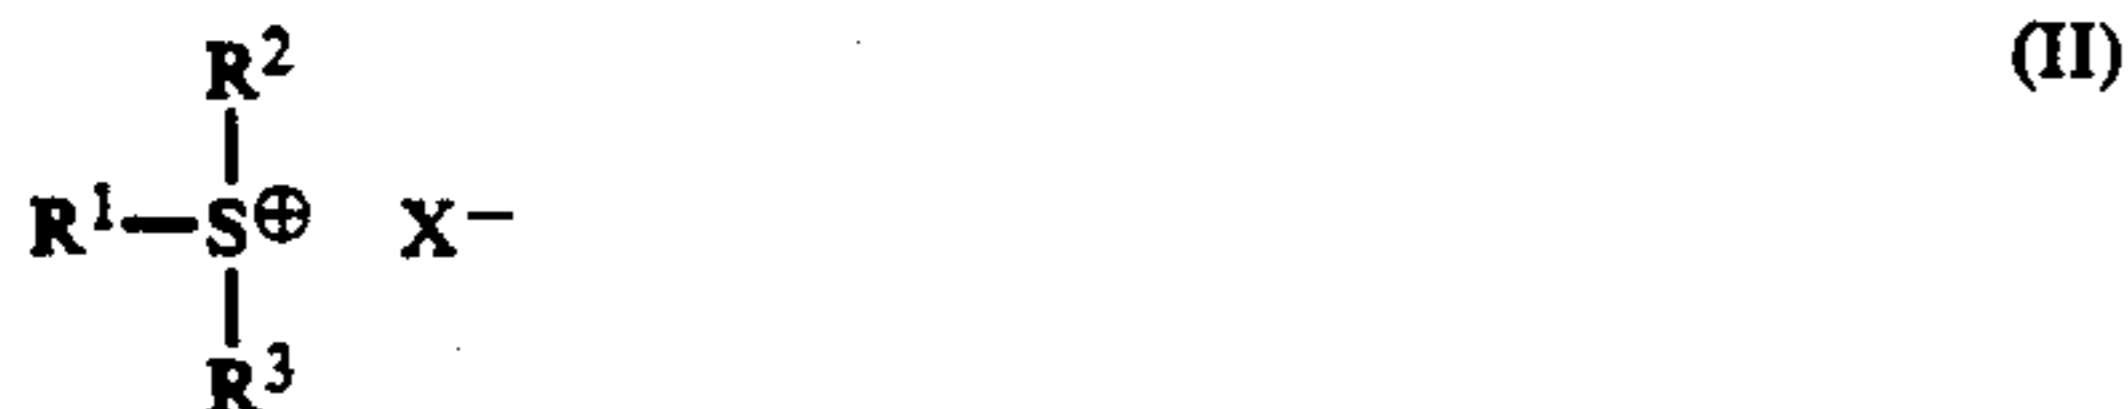 R² (II)
R¹—S⊕ X⁻
R³